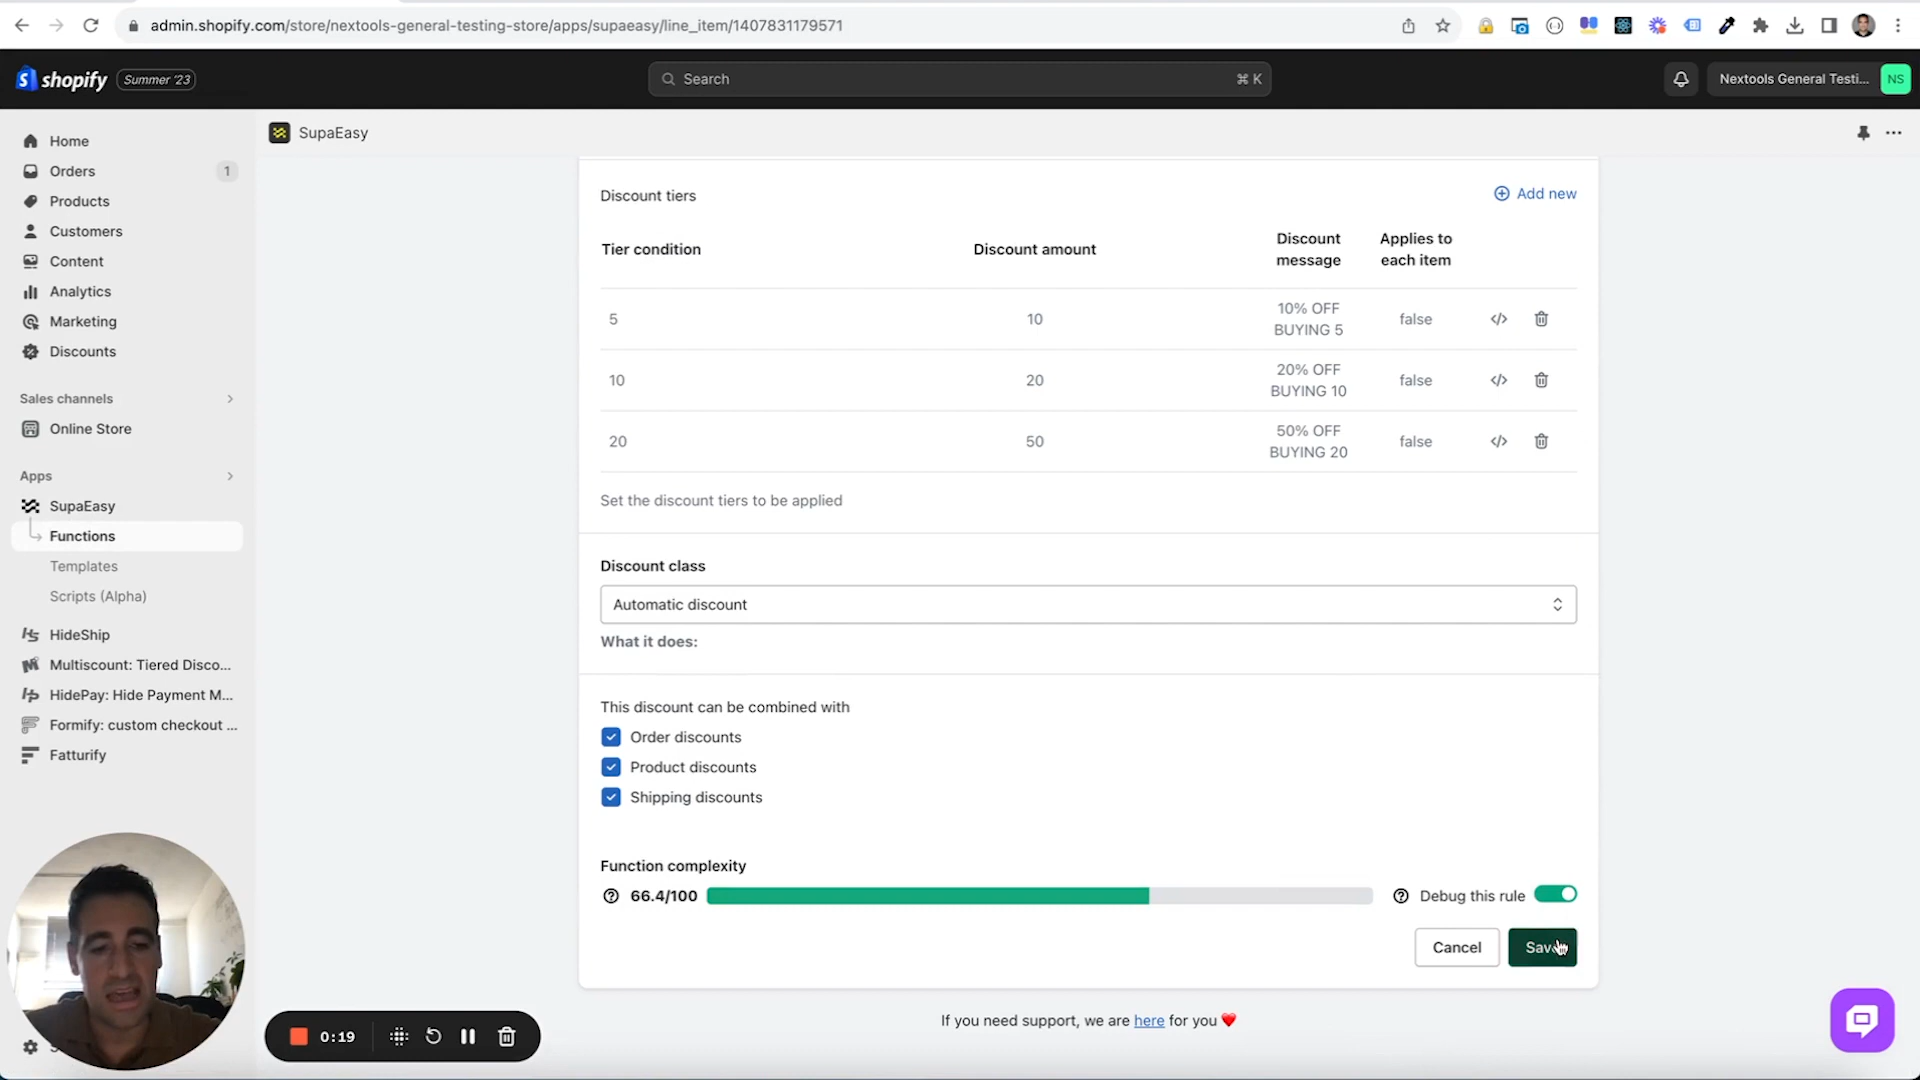 admin.shopify.com/store/nextools-general-testing-store/apps/supaeasy/line_item/1407831179571
shopify
Summer '23
Search
⌘ K
Nextools General Testi...
NS
Home
Orders
1
Products
Customers
Content
Analytics
Marketing
Discounts
Sales channels
Online Store
Apps
SupaEasy
Functions
Templates
Scripts (Alpha)
HideShip
Multiscount: Tiered Disco...
HidePay: Hide Payment M...
Formify: custom checkout ...
Fatturify
SupaEasy
Discount tiers
Add new
Tier condition
Discount amount
Discount message
Applies to each item
5
10
10% OFF
BUYING 5
false
10
20
20% OFF
BUYING 10
false
20
50
50% OFF
BUYING 20
false
Set the discount tiers to be applied
Discount class
Automatic discount
What it does:
This discount can be combined with
Order discounts
Product discounts
Shipping discounts
Function complexity
66.4/100
Debug this rule
Cancel
Save
If you need support, we are here for you ❤️
0:19